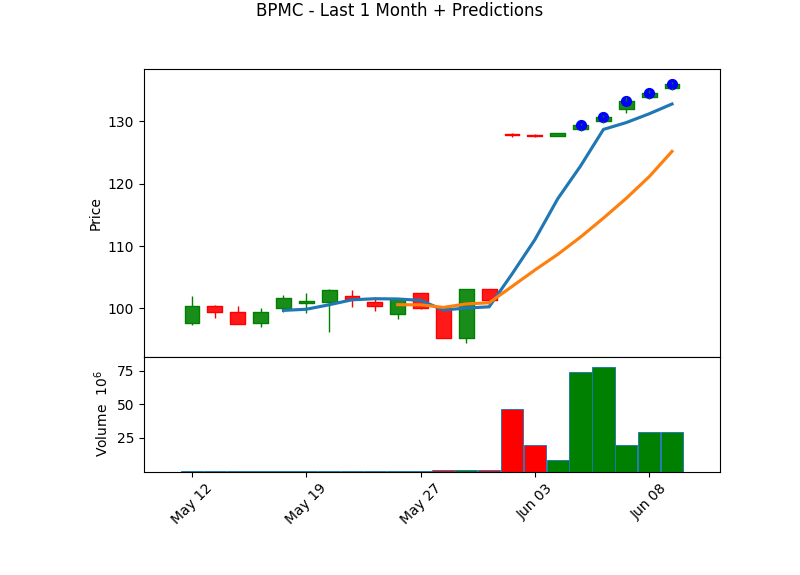 BPMC - Last 1 Month + Predictions
Price
130
120
110
100
Volume 10^6
75
50
25
May 12
May 19
May 27
Jun 03
Jun 08